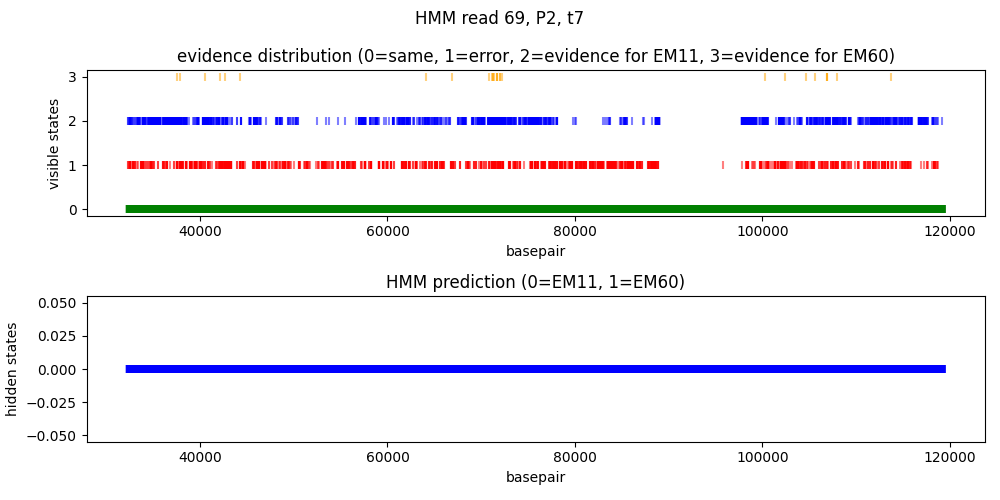 HMM read 69, P2, t7
evidence distribution (0=same, 1=error, 2=evidence for EM11, 3=evidence for EM60)
3
2
1
0
visible states
40000 60000 80000 100000 120000
basepair
HMM prediction (0=EM11, 1=EM60)
0.050
0.025
0.000
−0.025
−0.050
hidden states
40000 60000 80000 100000 120000
basepair